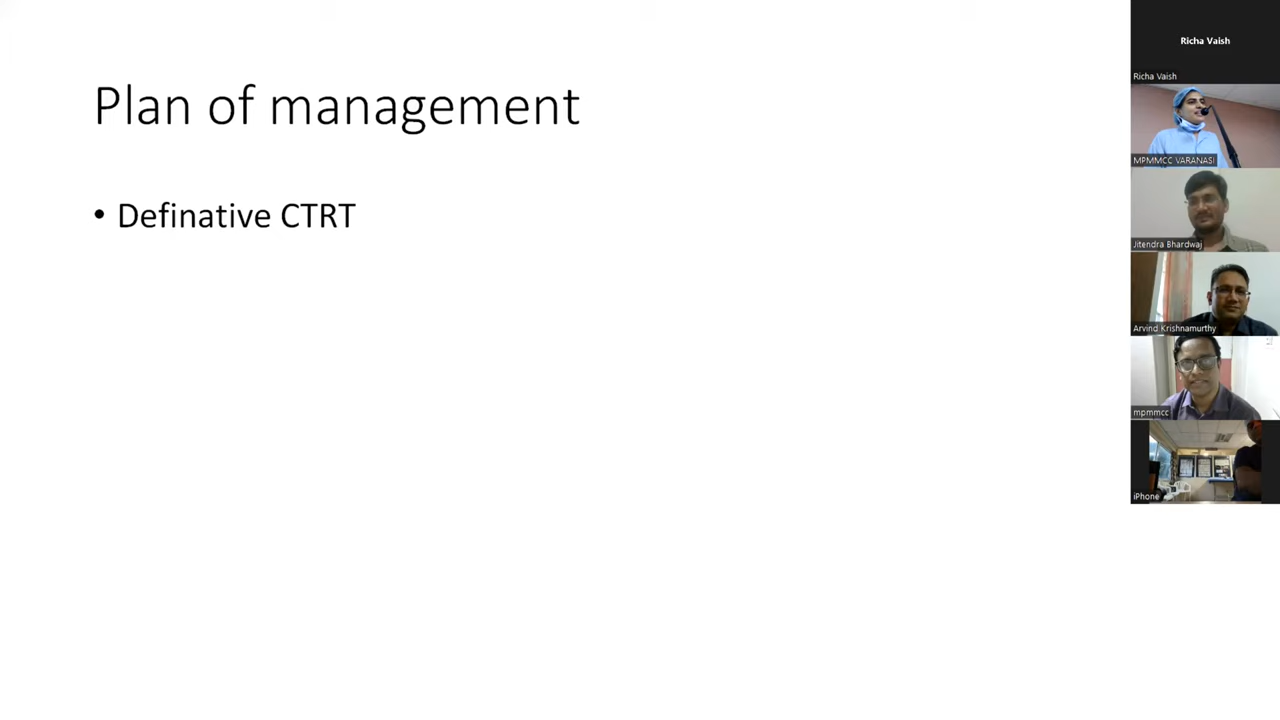 Plan of management
• Definative CTRT
Richa Vaish
Richa Vaish
MPMMCC VARANASI
Jitendra Bhardwaj
Arvind Krishnamurthy
mpmmcc
iPhone